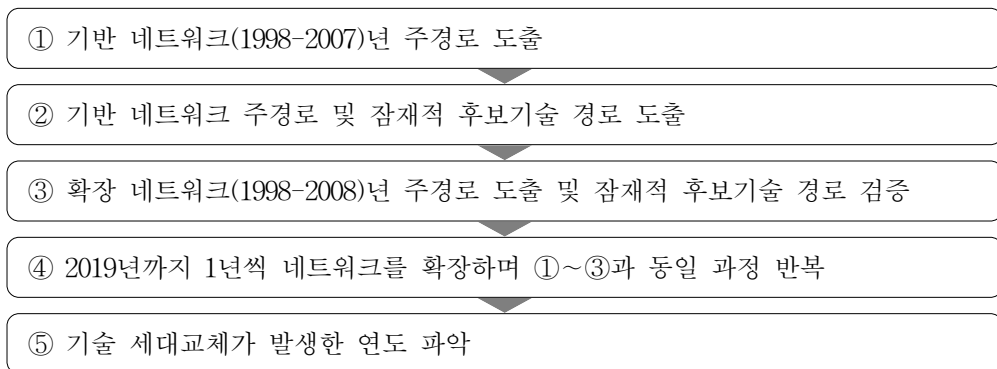 ① 기반 네트워크(1998-2007)년 주경로 도출
② 기반 네트워크 주경로 및 잠재적 후보기술 경로 도출
③ 확장 네트워크(1998-2008)년 주경로 도출 및 잠재적 후보기술 경로 검증
④ 2019년까지 1년씩 네트워크를 확장하며 ①~③과 동일 과정 반복
⑤ 기술 세대교체가 발생한 연도 파악